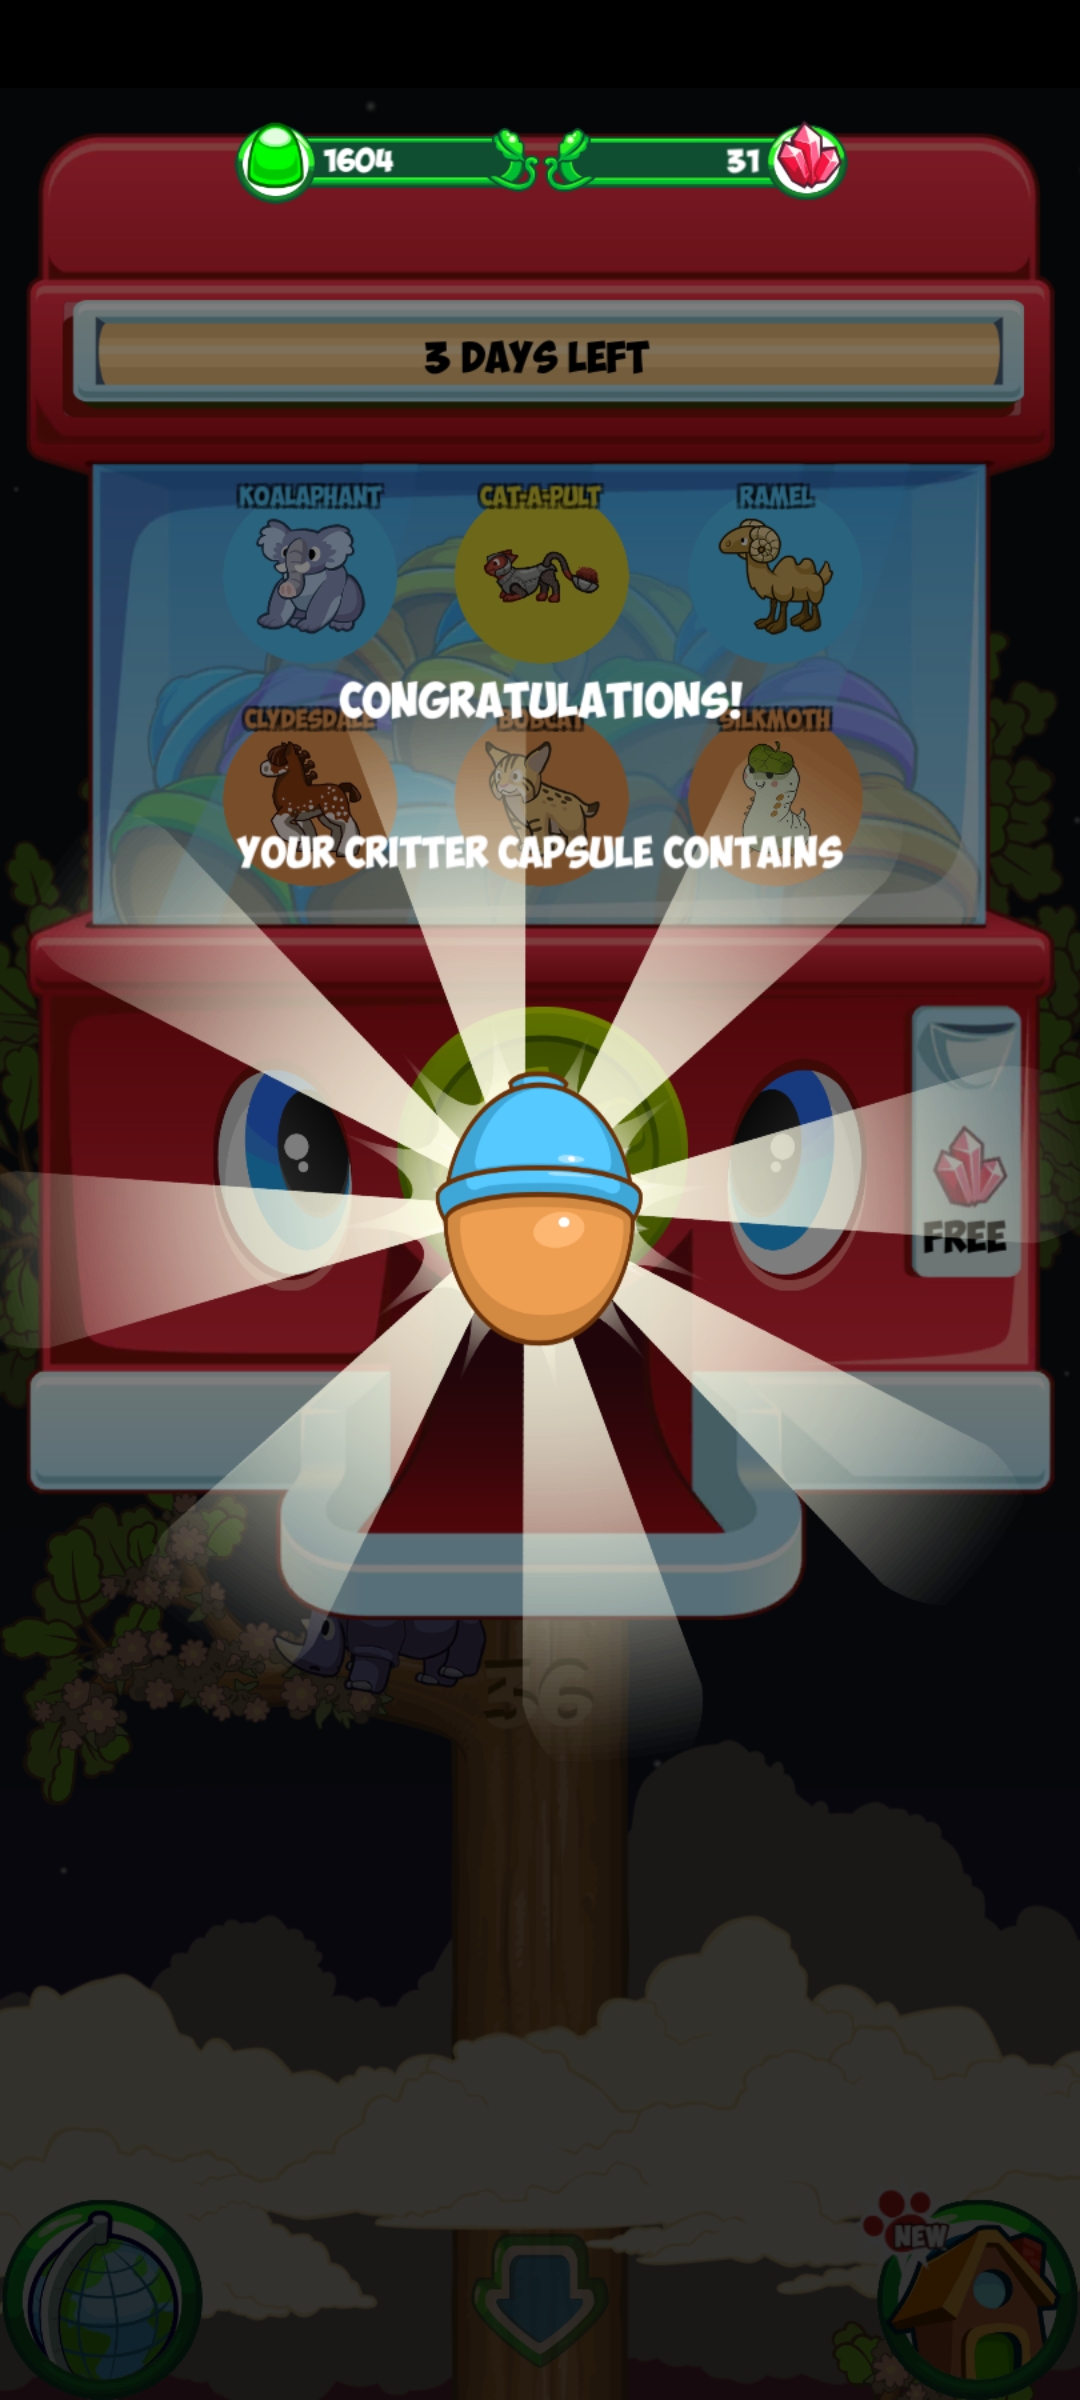 1604
31
3 DAYS LEFT
KOALAPHANT
CAT-A-PULT
RAMEL
CONGRATULATIONS!
CLYDESDALE
BOBCAT
SILKMOTH
YOUR CRITTER CAPSULE CONTAINS
FREE
56
NEW